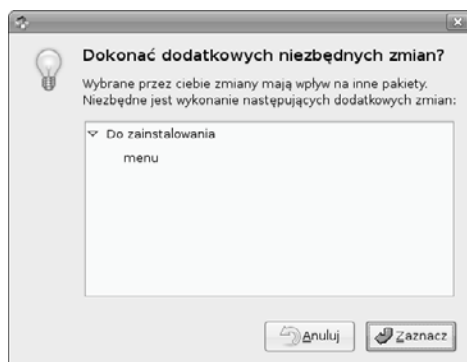 Dokonać dodatkowych niezbędnych zmian?
Wybrane przez ciebie zmiany mają wpływ na inne pakiety.
Niezbędne jest wykonanie następujących dodatkowych zmian:
Do zainstalowania
menu
Anuluj
Zaznacz